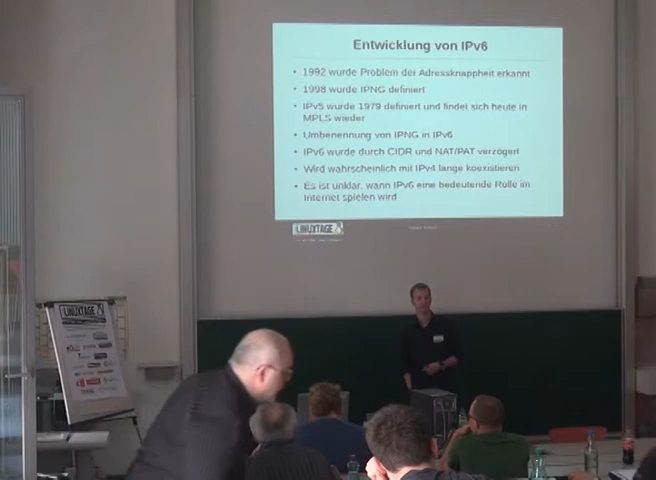 Entwicklung von IPv6
• 1992 wurde Problem der Adressknappheit erkannt
• 1998 wurde IPNG definiert
• IPv5 wurde 1979 definiert und findet sich heute in
MPLS wieder
• Umbenennung von IPNG in IPv6
• IPv6 wurde durch CIDR und NAT/PAT verzögert
• Wird wahrscheinlich mit IPv4 lange koexistieren
• Es ist unklar, wann IPv6 eine bedeutende Rolle im
Internet spielen wird
LINUXTAGE
LINUXTAGE